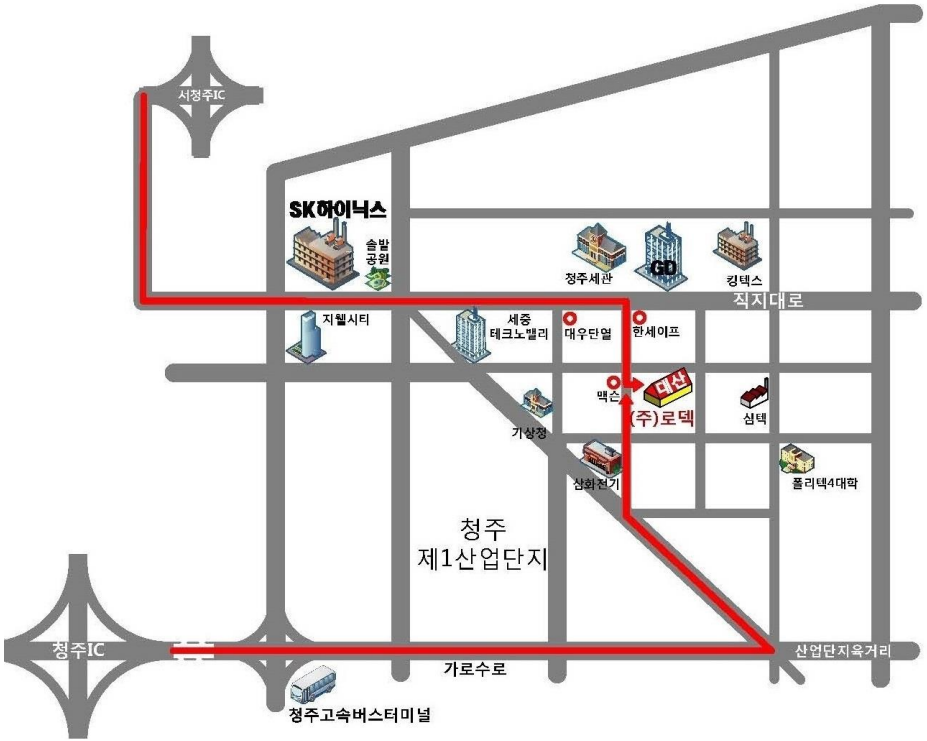 서청주IC
SK하이닉스
솔밭
공원
청주세관
GD
킹텍스
직지대로
지웰시티
세중
테크노밸리
대우단열
한세이프
맥슨
대산
(주)로덱
심텍
기상청
삼화전기
폴리텍4대학
청주
제1산업단지
청주IC
가로수로
산업단지육거리
청주고속버스터미널